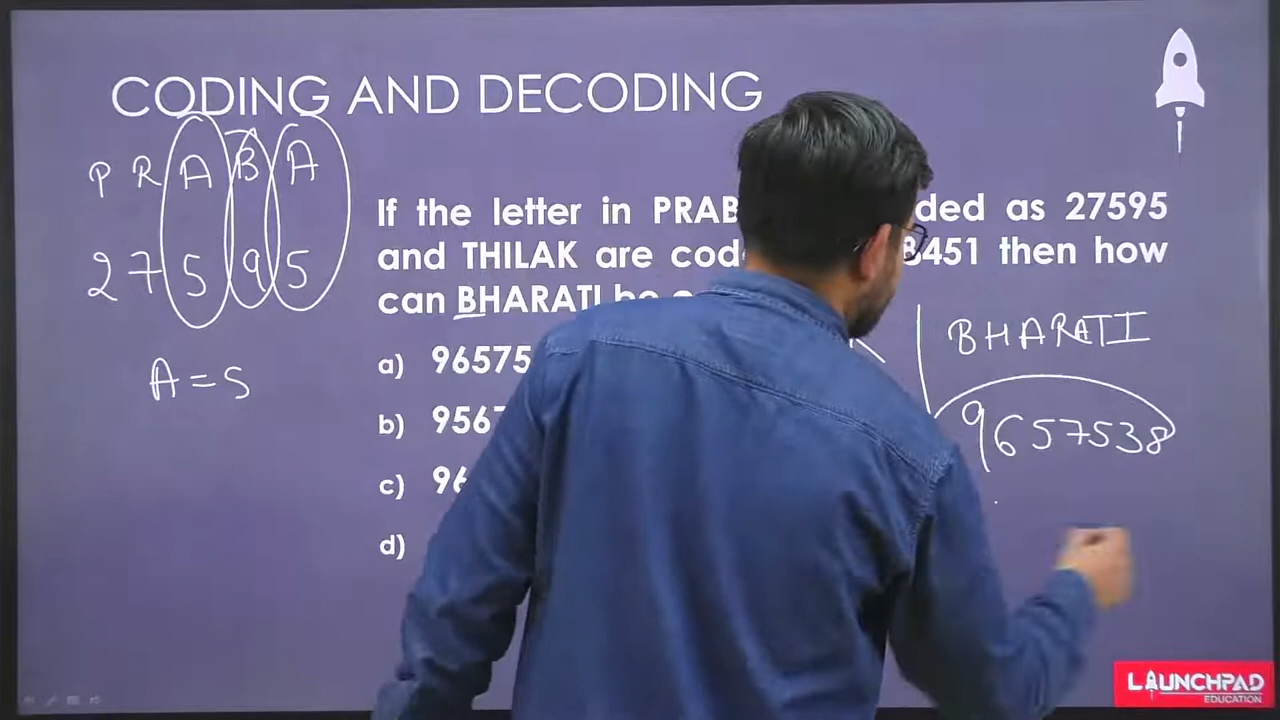 CODING AND DECODING
P R A B A
2 7 5 9 5
A = 5
If the letter in PRAB ded as 27595
and THILAK are cod 8451 then how
can BHARATI be
a) 96575
b) 956
c) 96
d)
BHARATI
9657538
LAUNCHPAD
EDUCATION